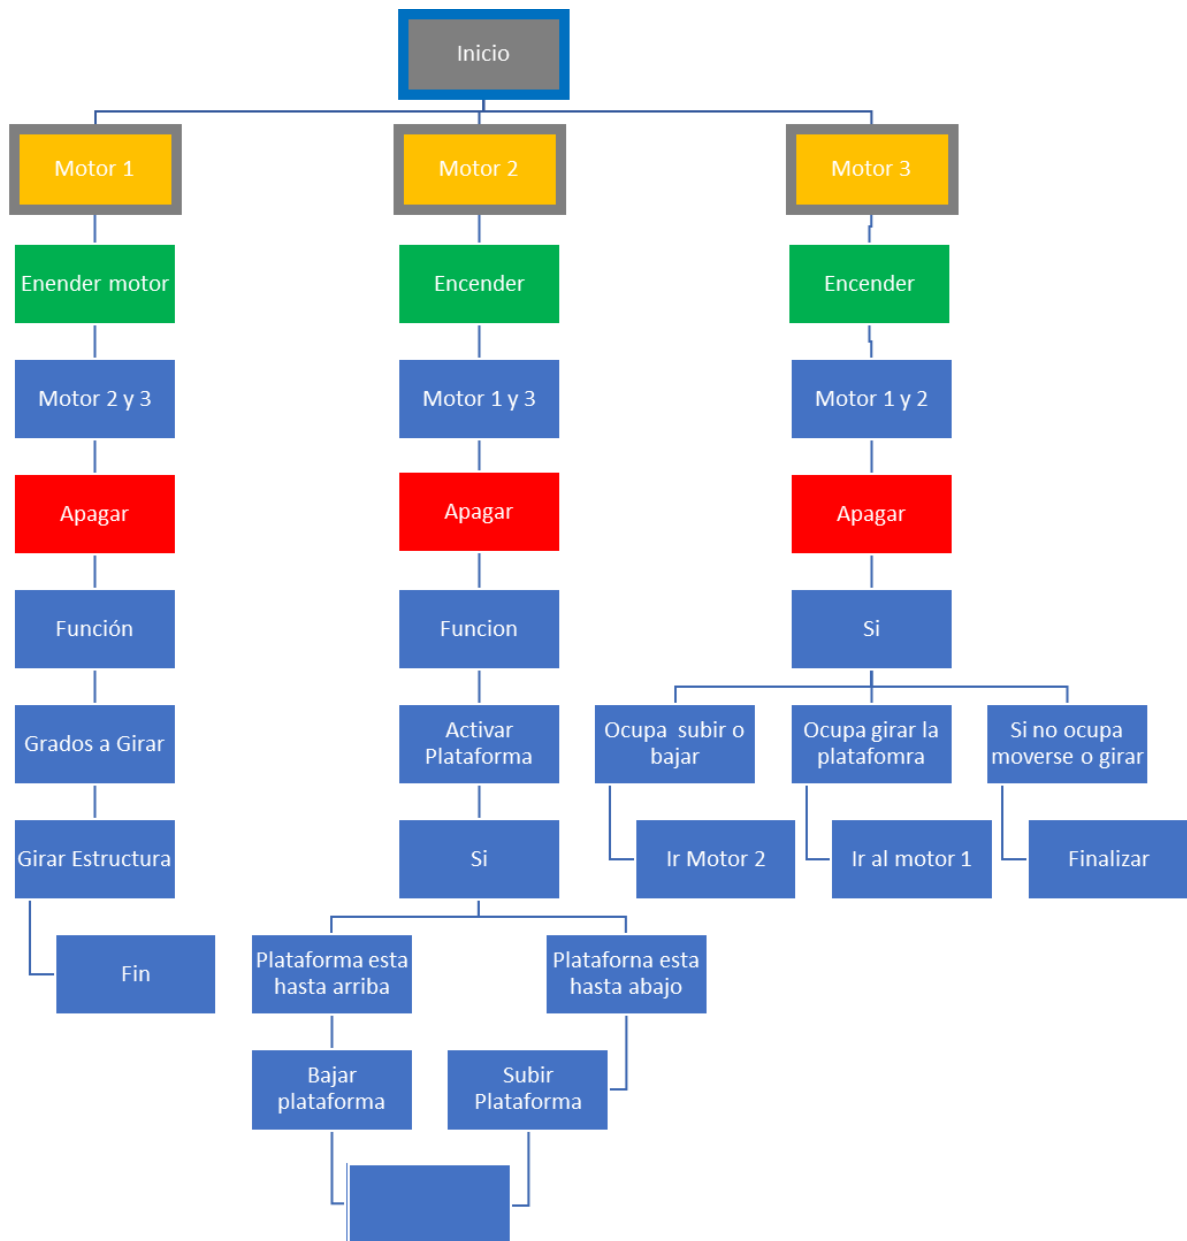 Inicio
Motor 1
Motor 2
Motor 3
Enender motor
Encender
Encender
Motor 2 y 3
Motor 1 y 3
Motor 1 y 2
Apagar
Apagar
Apagar
Función
Funcion
Si
Grados a Girar
Activar
Plataforma
Ocupa subir o
bajar
Ocupa girar la
platafomra
Si no ocupa
moverse o girar
Girar Estructura
Si
Ir Motor 2
Ir al motor 1
Finalizar
Fin
Plataforma esta
hasta arriba
Plataforna esta
hasta abajo
Bajar
plataforma
Subir
Plataforma